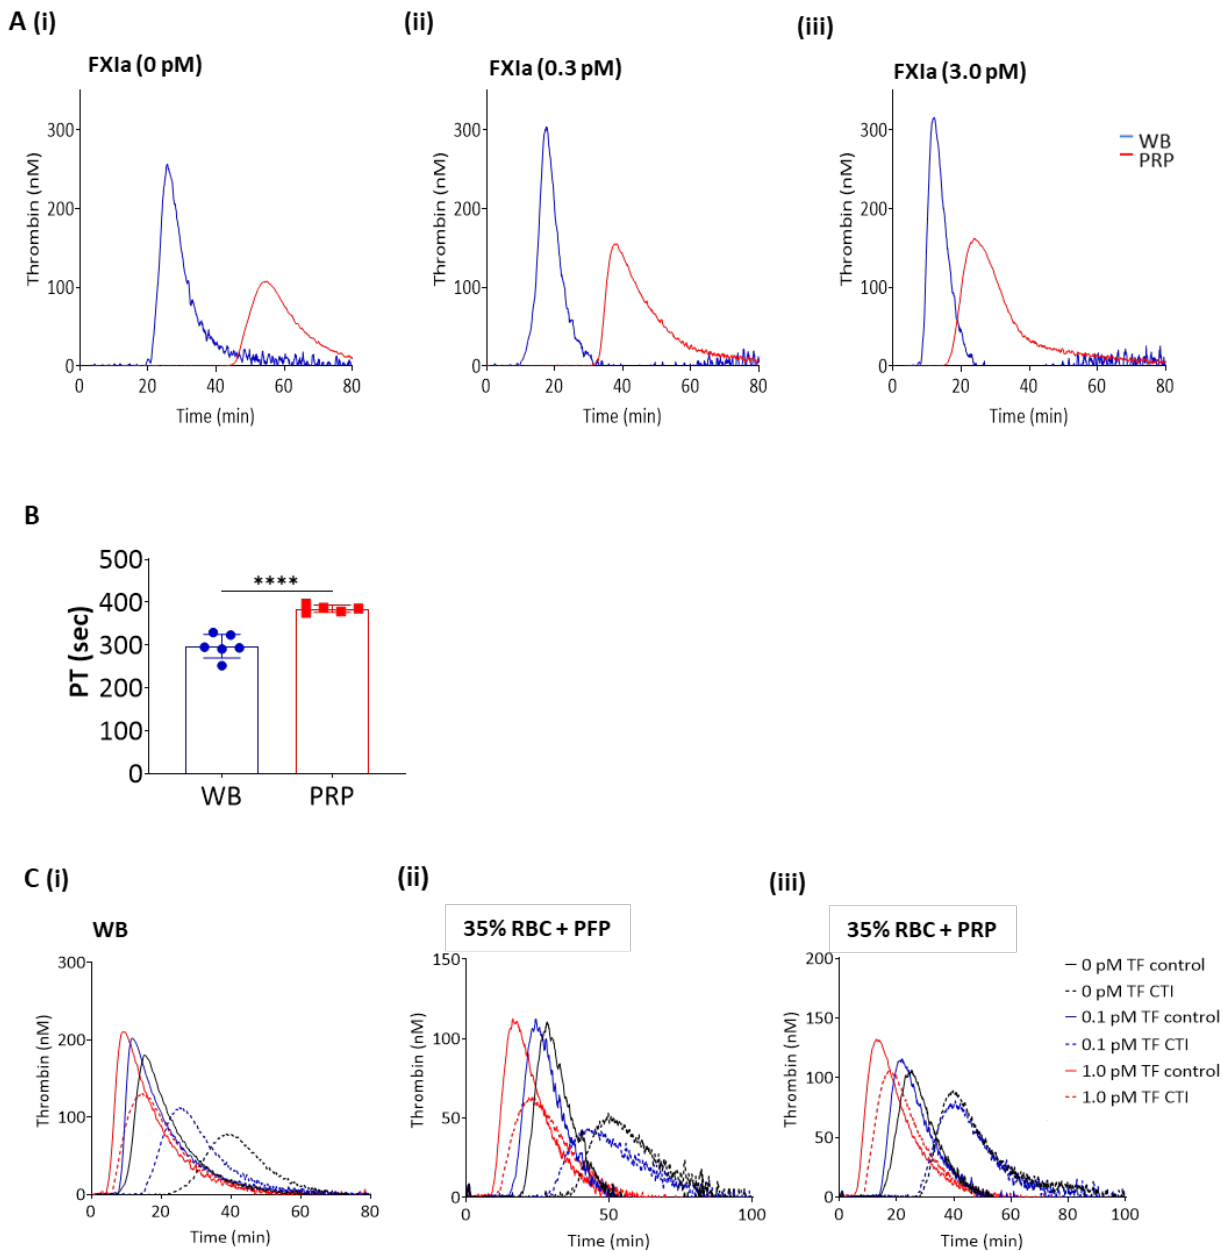 A (i)
(ii)
(iii)
FXIa (0 pM)
FXIa (0.3 pM)
FXIa (3.0 pM)
Thrombin (nM)
300
200
100
0
0 20 40 60 80
Time (min)
Thrombin (nM)
300
200
100
0
0 20 40 60 80
Time (min)
Thrombin (nM)
300
200
100
0
0 20 40 60 80
Time (min)
WB
PRP
B
PT (sec)
500
400
300
200
100
0
****
WB PRP
C (i)
(ii)
(iii)
WB
35% RBC + PFP
35% RBC + PRP
Thrombin (nM)
300
200
100
0
0 20 40 60 80
Time (min)
Thrombin (nM)
150
100
50
0
0 50 100
Time (min)
Thrombin (nM)
200
150
100
50
0
0 20 40 60 80 100
Time (min)
0 pM TF control
0 pM TF CTI
0.1 pM TF control
0.1 pM TF CTI
1.0 pM TF control
1.0 pM TF CTI